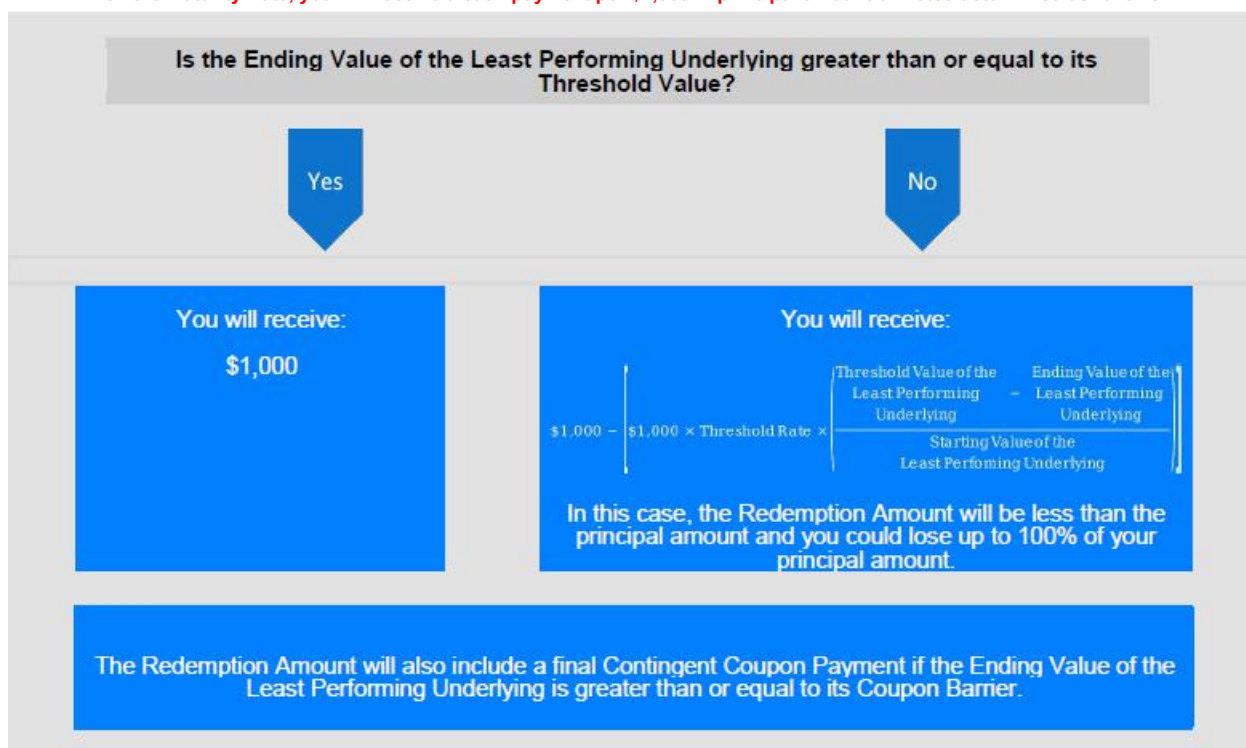 Is the Ending Value of the Least Performing Underlying greater than or equal to its
Threshold Value?
Yes
No
You will receive:
$1,000
You will receive:
$1,000 − [$1,000 × Threshold Rate × (
Threshold Value of the Least Performing Underlying − Ending Value of the Least Performing Underlying
Starting Value of the
Least Perfoming Underlying
)]
In this case, the Redemption Amount will be less than the
principal amount and you could lose up to 100% of your
principal amount.
The Redemption Amount will also include a final Contingent Coupon Payment if the Ending Value of the
Least Performing Underlying is greater than or equal to its Coupon Barrier.